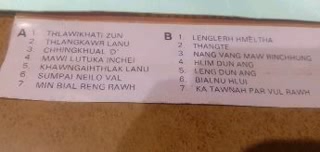 A 1 THLAWIKHATI ZUN
2 THLANGKAWR LANU
3 CHHINGKHUAL 'D'
4 MAWI LUTUKA INCHEI
5. KHAWNGAIHTHLAK LANU
6 SUMPAI NEILO VAL
7 MIN BIAL RENG RAWH
B 1 LENGLERH HMELTHA
2 THANGTE
3 NANG VANG MAW RINCHHUNG
4 HLIM DUN ANG
5 LENG DUN ANG
6 BIALNU HLUI
7 KA TAWNAH PAR VUL RAWH